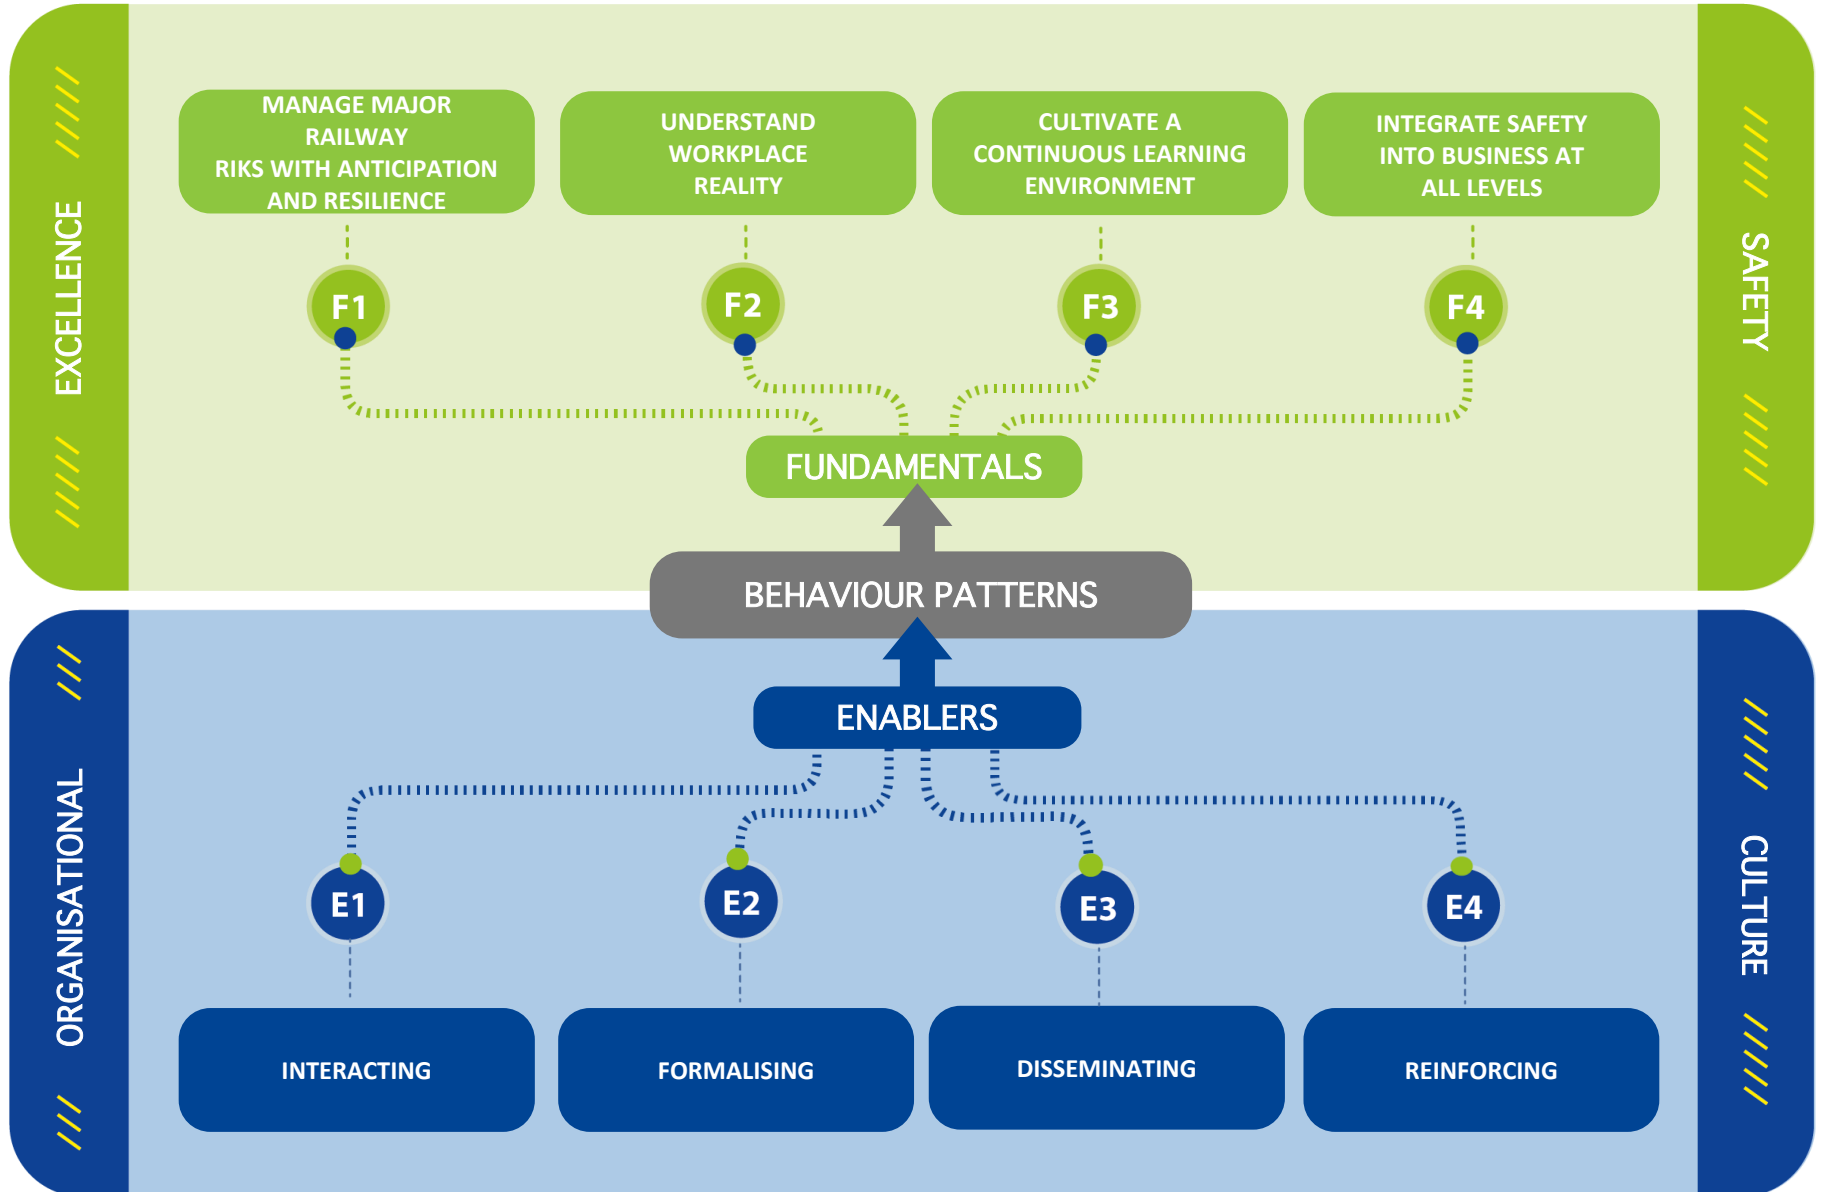 EXCELLENCE
MANAGE MAJOR
RAILWAY
RIKS WITH ANTICIPATION
AND RESILIENCE
UNDERSTAND
WORKPLACE
REALITY
CULTIVATE A
CONTINUOUS LEARNING
ENVIRONMENT
INTEGRATE SAFETY
INTO BUSINESS AT
ALL LEVELS
SAFETY
F1
F2
F3
F4
FUNDAMENTALS
BEHAVIOUR PATTERNS
ENABLERS
ORGANISATIONAL
CULTURE
E1
E2
E3
E4
INTERACTING
FORMALISING
DISSEMINATING
REINFORCING